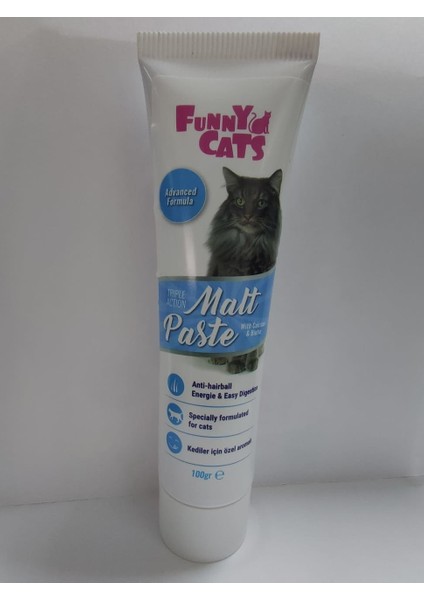 FUNNY
CATS
Advanced
Formula
TRIPLE
ACTION
Malt
Paste
With
&
Anti-hairball
Energie & Easy Digestion
Specially formulated
for cats
Kediler için özel
100gr ℮